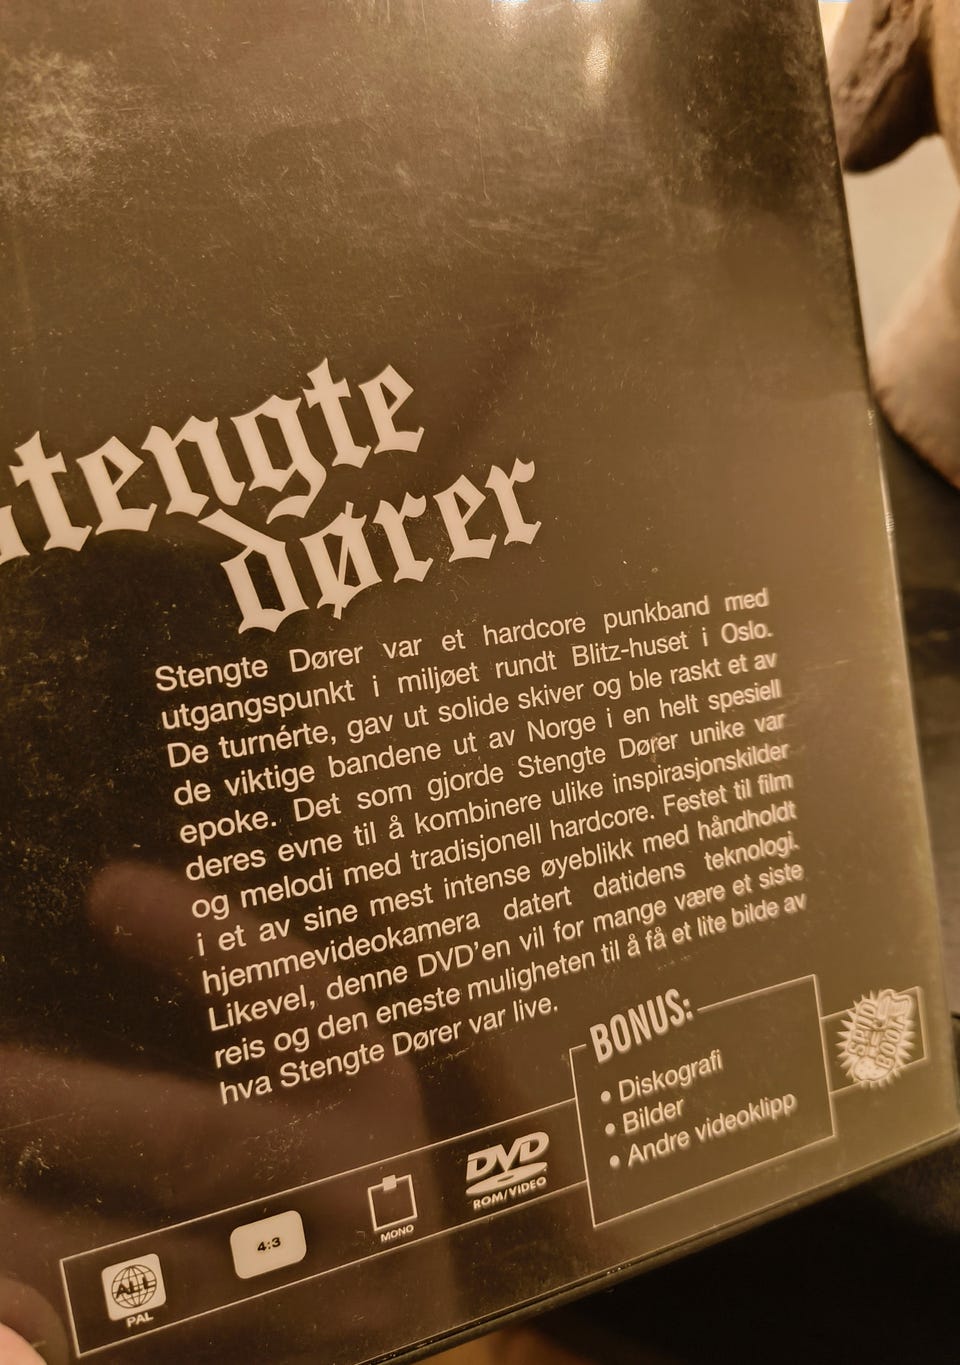 Stengte
dører
Stengte Dører var et hardcore punkband med
utgangspunkt i miljøet rundt Blitz-huset i Oslo.
De turnérte, gav ut solide skiver og ble raskt et av
de viktige bandene ut av Norge i en helt spesiell
epoke. Det som gjorde Stengte Dører unike var
deres evne til å kombinere ulike inspirasjonskilder
og melodi med tradisjonell hardcore. Festet til film
i et av sine mest intense øyeblikk med håndholdt
hjemmevideokamera datert datidens teknologi.
Likevel, denne DVD'en vil for mange være et siste
reis og den eneste muligheten til å få et lite bilde av
hva Stengte Dører var live.
BONUS:
• Diskografi
• Bilder
• Andre videoklipp
ALL
PAL
4:3
MONO
DVD
ROM/VIDEO